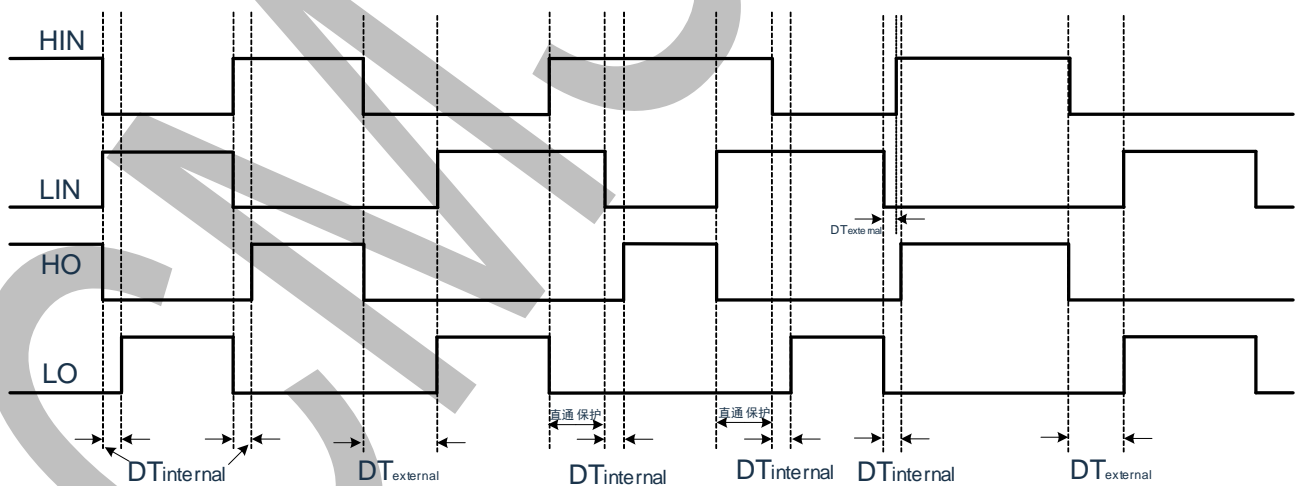 HIN
LIN
DTexternal
HO
LO
直通保护 直通保护
DTinternal DTexternal DTinternal DTinternal DTinternal DTexternal